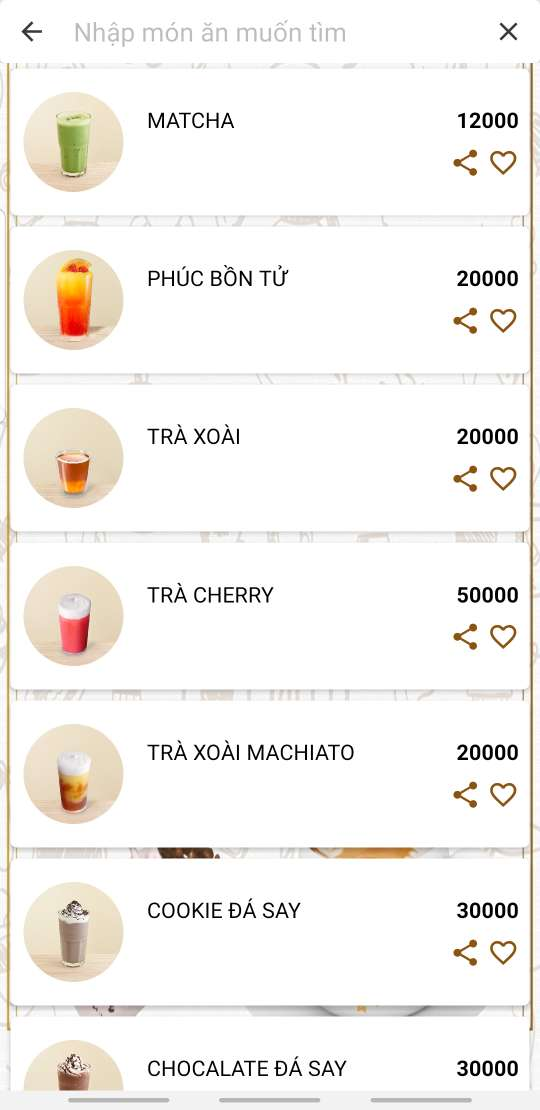 Nhập món ăn muốn tìm
MATCHA 12000
PHÚC BỒN TỬ 20000
TRÀ XOÀI 20000
TRÀ CHERRY 50000
TRÀ XOÀI MACHIATO 20000
COOKIE ĐÁ SAY 30000
CHOCALATE ĐÁ SAY 30000